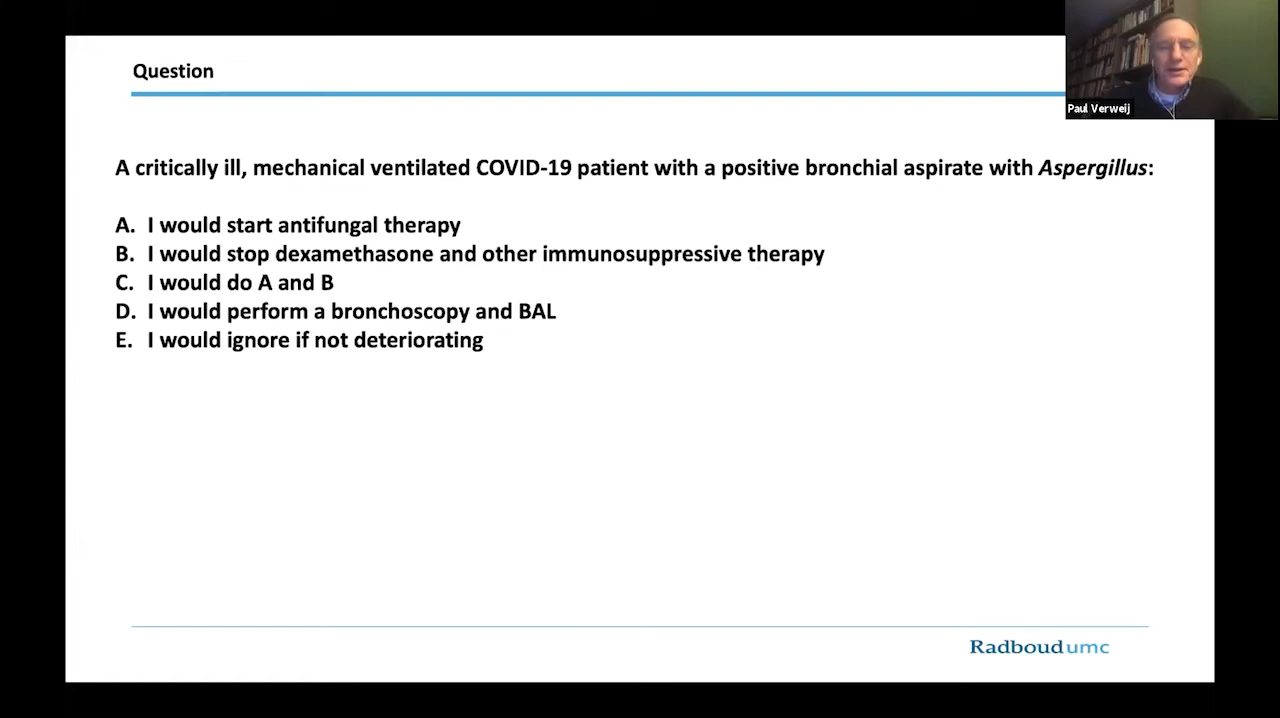 Question
Paul Verweij
A critically ill, mechanical ventilated COVID-19 patient with a positive bronchial aspirate with Aspergillus:
A. I would start antifungal therapy
B. I would stop dexamethasone and other immunosuppressive therapy
C. I would do A and B
D. I would perform a bronchoscopy and BAL
E. I would ignore if not deteriorating
Radboudumc